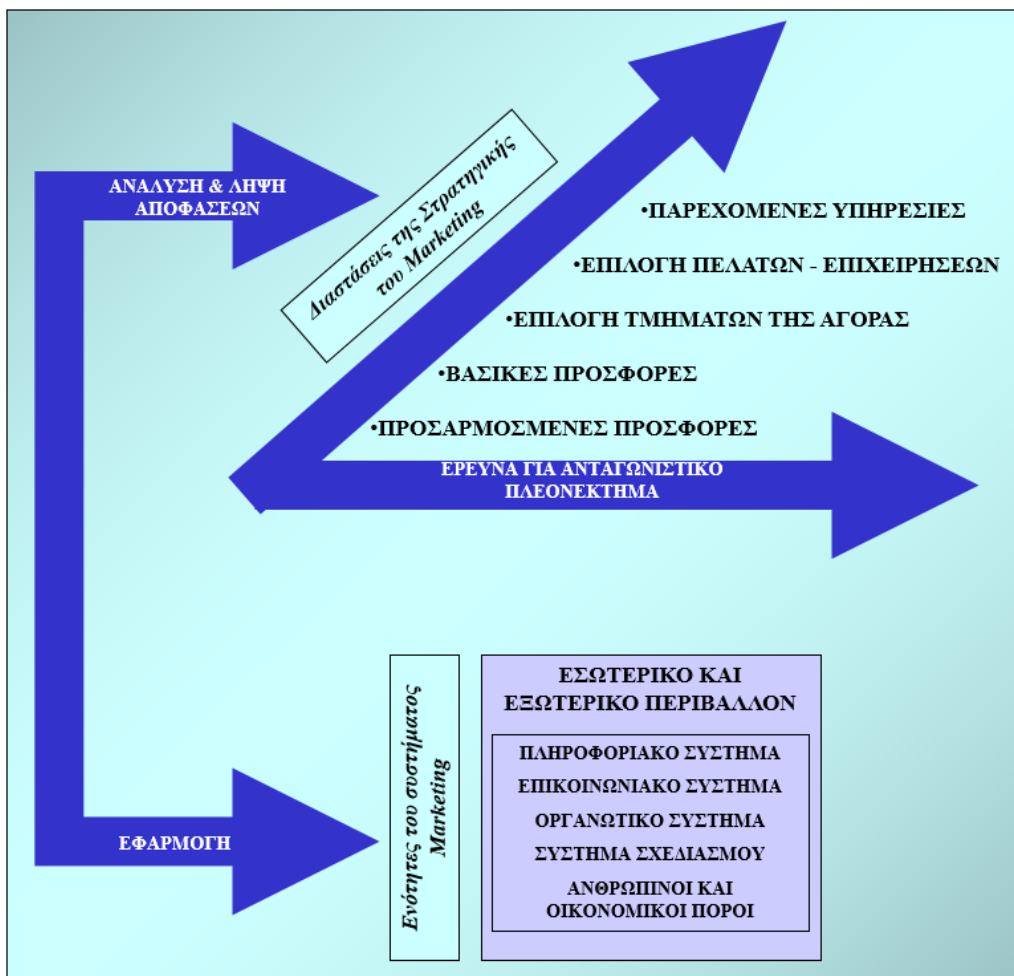 ΑΝΑΛΥΣΗ & ΛΗΨΗ
ΑΠΟΦΑΣΕΩΝ
Διαστάσεις της Στρατηγικής
του Marketing
•ΠΑΡΕΧΟΜΕΝΕΣ ΥΠΗΡΕΣΙΕΣ
•ΕΠΙΛΟΓΗ ΠΕΛΑΤΩΝ - ΕΠΙΧΕΙΡΗΣΕΩΝ
•ΕΠΙΛΟΓΗ ΤΜΗΜΑΤΩΝ ΤΗΣ ΑΓΟΡΑΣ
•ΒΑΣΙΚΕΣ ΠΡΟΣΦΟΡΕΣ
•ΠΡΟΣΑΡΜΟΣΜΕΝΕΣ ΠΡΟΣΦΟΡΕΣ
ΕΡΕΥΝΑ ΓΙΑ ΑΝΤΑΓΩΝΙΣΤΙΚΟ
ΠΛΕΟΝΕΚΤΗΜΑ
ΕΦΑΡΜΟΓΗ
Ενότητες του συστήματος
Marketing
ΕΣΩΤΕΡΙΚΟ ΚΑΙ
ΕΞΩΤΕΡΙΚΟ ΠΕΡΙΒΑΛΛΟΝ
ΠΛΗΡΟΦΟΡΙΑΚΟ ΣΥΣΤΗΜΑ
ΕΠΙΚΟΙΝΩΝΙΑΚΟ ΣΥΣΤΗΜΑ
ΟΡΓΑΝΩΤΙΚΟ ΣΥΣΤΗΜΑ
ΣΥΣΤΗΜΑ ΣΧΕΔΙΑΣΜΟΥ
ΑΝΘΡΩΠΙΝΟΙ ΚΑΙ
ΟΙΚΟΝΟΜΙΚΟΙ ΠΟΡΟΙ